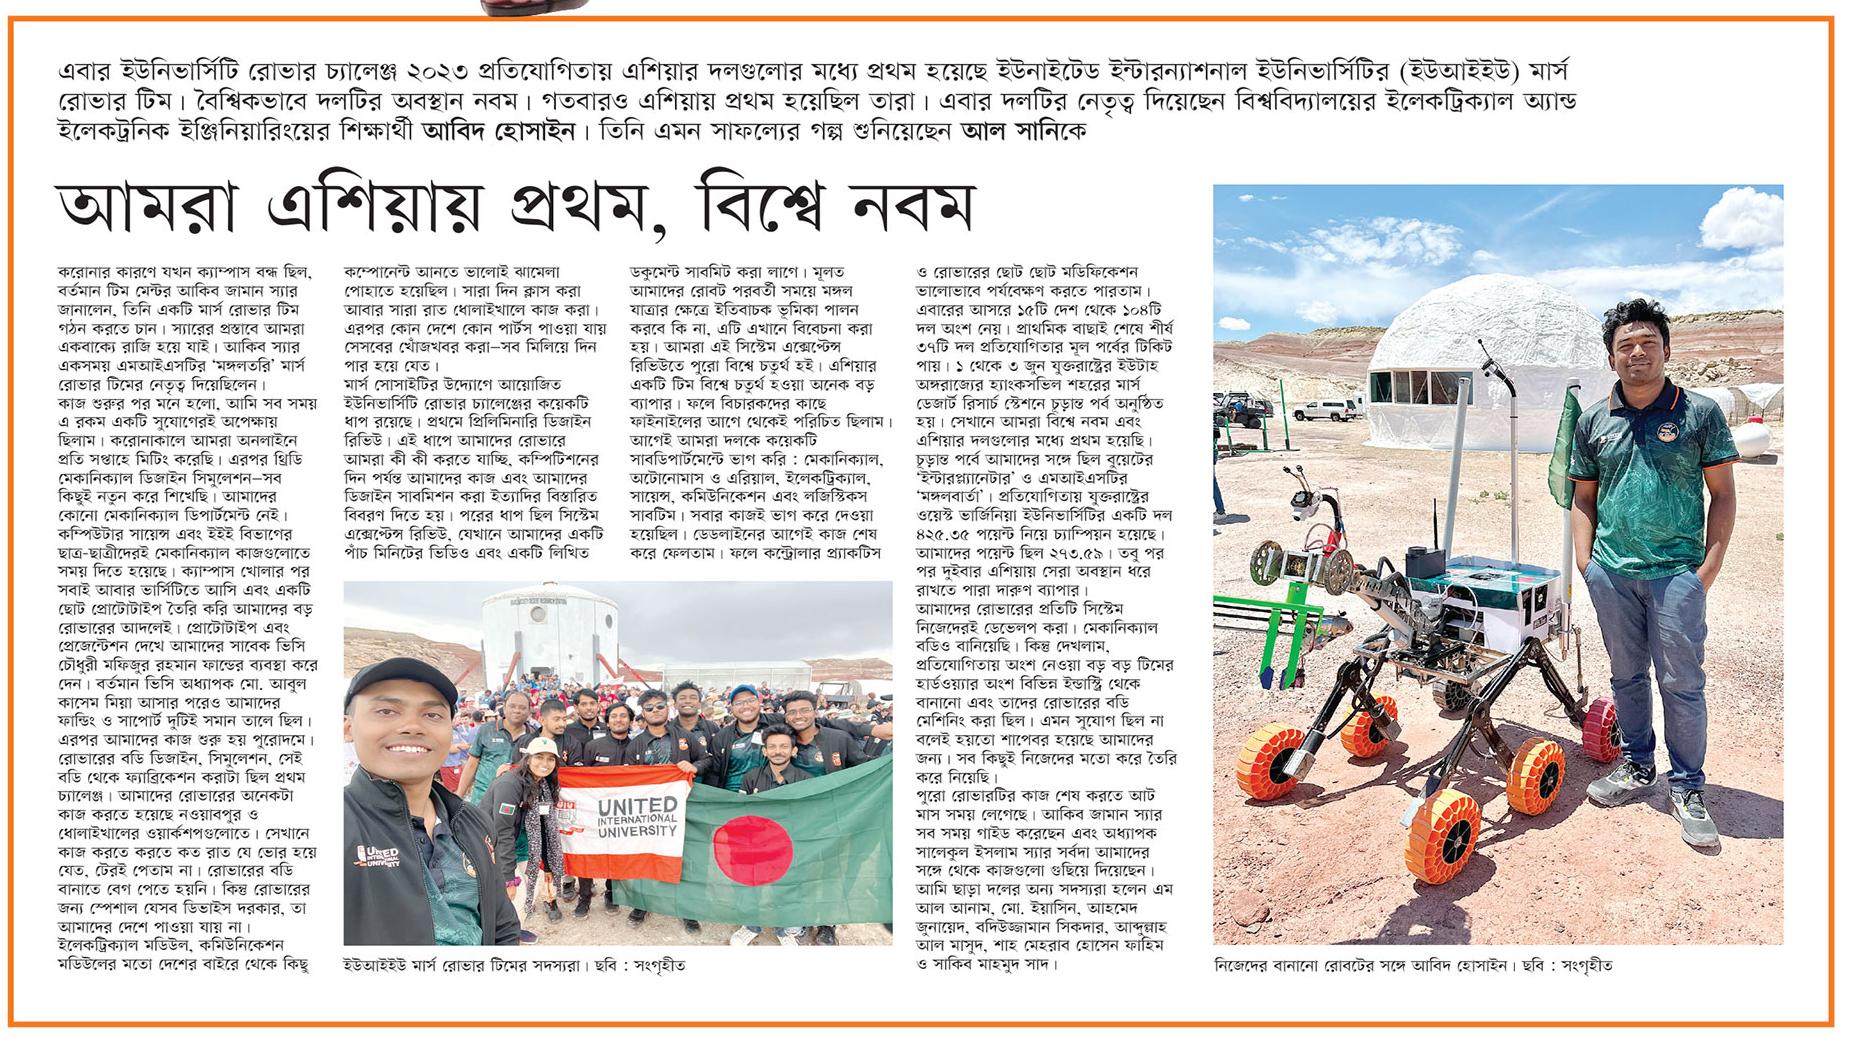 এবার ইউনিভার্সিটি রোভার চ্যালেঞ্জ ২০২৩ প্রতিযোগিতায় এশিয়ার দলগুলোর মধ্যে প্রথম হয়েছে ইউনাইটেড ইন্টারন্যাশনাল ইউনিভার্সিটির (ইউআইইউ) মার্স
রোভার টিম। বৈশ্বিকভাবে দলটির অবস্থান নবম। গতবারও এশিয়ায় প্রথম হয়েছিল তারা। এবার দলটির নেতৃত্ব দিয়েছেন বিশ্ববিদ্যালয়ের ইলেকট্রিক্যাল অ্যান্ড
ইলেকট্রনিক ইঞ্জিনিয়ারিংয়ের শিক্ষার্থী আবিদ হোসাইন। তিনি এমন সাফল্যের গল্প শুনিয়েছেন আল সানিকে
আমরা এশিয়ায় প্রথম, বিশ্বে নবম
করোনার কারণে যখন ক্যাম্পাস বন্ধ ছিল,
বর্তমান টিম মেন্টর আকিব জামান স্যার
জানালেন, তিনি একটি মার্স রোভার টিম
গঠন করতে চান। স্যারের প্রস্তাবে আমরা
একবাক্যে রাজি হয়ে যাই। আকিব স্যার
একসময় এমআইএসটির ‘মঙ্গলতরি’ মার্স
রোভার টিমের নেতৃত্ব দিয়েছিলেন।
কাজ শুরুর পর মনে হলো, আমি সব সময়
এ রকম একটি সুযোগেরই অপেক্ষায়
ছিলাম। করোনাকালে আমরা অনলাইনে
প্রতি সপ্তাহে মিটিং করেছি। এরপর থ্রিডি
মেকানিক্যাল ডিজাইন সিমুলেশন—সব
কিছুই নতুন করে শিখেছি। আমাদের
কোনো মেকানিক্যাল ডিপার্টমেন্ট নেই।
কম্পিউটার সায়েন্স এবং ইইই বিভাগের
ছাত্র-ছাত্রীদেরই মেকানিক্যাল কাজগুলোতে
সময় দিতে হয়েছে। ক্যাম্পাস খোলার পর
সবাই আবার ভার্সিটিতে আসি এবং একটি
ছোট প্রোটোটাইপ তৈরি করি আমাদের বড়
রোভারের আদলেই। প্রোটোটাইপ এবং
প্রেজেন্টেশন দেখে আমাদের সাবেক ভিসি
চৌধুরী মফিজুর রহমান ফান্ডের ব্যবস্থা করে
দেন। বর্তমান ভিসি অধ্যাপক মো. আবুল
কাসেম মিয়া আসার পরেও আমাদের
ফান্ডিং ও সাপোর্ট দুটিই সমান তালে ছিল।
এরপর আমাদের কাজ শুরু হয় পুরোদমে।
রোভারের বডি ডিজাইন, সিমুলেশন, সেই
বডি থেকে ফ্যাব্রিকেশন করাটা ছিল প্রথম
চ্যালেঞ্জ। আমাদের রোভারের অনেকটা
কাজ করতে হয়েছে নওয়াবপুর ও
ধোলাইখালের ওয়ার্কশপগুলোতে। সেখানে
কাজ করতে করতে কত রাত যে ভোর হয়ে
যেত, টেরই পেতাম না। রোভারের বডি
বানাতে বেগ পেতে হয়নি। কিন্তু রোভারের
জন্য স্পেশাল যেসব ডিভাইস দরকার, তা
আমাদের দেশে পাওয়া যায় না।
ইলেকট্রিক্যাল মডিউল, কমিউনিকেশন
মডিউলের মতো দেশের বাইরে থেকে কিছু
কম্পোনেন্ট আনতে ভালোই ঝামেলা
পোহাতে হয়েছিল। সারা দিন ক্লাস করা
আবার সারা রাত ধোলাইখালে কাজ করা।
এরপর কোন দেশে কোন পার্টস পাওয়া যায়
সেসবের খোঁজখবর করা—সব মিলিয়ে দিন
পার হয়ে যেত।
মার্স সোসাইটির উদ্যোগে আয়োজিত
ইউনিভার্সিটি রোভার চ্যালেঞ্জের কয়েকটি
ধাপ রয়েছে। প্রথমে প্রিলিমিনারি ডিজাইন
রিভিউ। এই ধাপে আমাদের রোভারে
আমরা কী কী করতে যাচ্ছি, কম্পিটিশনের
দিন পর্যন্ত আমাদের কাজ এবং আমাদের
ডিজাইন সাবমিশন করা ইত্যাদির বিস্তারিত
বিবরণ দিতে হয়। পরের ধাপ ছিল সিস্টেম
এক্সেপ্টেন্স রিভিউ, যেখানে আমাদের একটি
পাঁচ মিনিটের ভিডিও এবং একটি লিখিত
ডকুমেন্ট সাবমিট করা লাগে। মূলত
আমাদের রোবট পরবর্তী সময়ে মঙ্গল
যাত্রার ক্ষেত্রে ইতিবাচক ভূমিকা পালন
করবে কি না, এটি এখানে বিবেচনা করা
হয়। আমরা এই সিস্টেম এক্সেপ্টেন্স
রিভিউতে পুরো বিশ্বে চতুর্থ হই। এশিয়ার
একটি টিম বিশ্বে চতুর্থ হওয়া অনেক বড়
ব্যাপার। ফলে বিচারকদের কাছে
ফাইনাইলের আগে থেকেই পরিচিত ছিলাম।
আগেই আমরা দলকে কয়েকটি
সাবডিপার্টমেন্টে ভাগ করি : মেকানিক্যাল,
অটোনোমাস ও এরিয়াল, ইলেকট্রিক্যাল,
সায়েন্স, কমিউনিকেশন এবং লজিস্টিকস
সাবটিম। সবার কাজই ভাগ করে দেওয়া
হয়েছিল। ডেডলাইনের আগেই কাজ শেষ
করে ফেলতাম। ফলে কন্ট্রোলার প্র্যাকটিস
ও রোভারের ছোট ছোট মডিফিকেশন
ভালোভাবে পর্যবেক্ষণ করতে পারতাম।
এবারের আসরে ১৫টি দেশ থেকে ১০৪টি
দল অংশ নেয়। প্রাথমিক বাছাই শেষে শীর্ষ
৩৭টি দল প্রতিযোগিতার মূল পর্বের টিকিট
পায়। ১ থেকে ৩ জুন যুক্তরাষ্ট্রের ইউটাহ
অঙ্গরাজ্যের হ্যাংকসভিল শহরের মার্স
ডেজার্ট রিসার্চ স্টেশনে চূড়ান্ত পর্ব অনুষ্ঠিত
হয়। সেখানে আমরা বিশ্বে নবম এবং
এশিয়ার দলগুলোর মধ্যে প্রথম হয়েছি।
চূড়ান্ত পর্বে আমাদের সঙ্গে ছিল বুয়েটের
‘ইন্টারপ্ল্যানেটার’ ও এমআইএসটির
‘মঙ্গলবার্তা’। প্রতিযোগিতায় যুক্তরাষ্ট্রের
ওয়েস্ট ভার্জিনিয়া ইউনিভার্সিটির একটি দল
৪২৫.৩৫ পয়েন্ট নিয়ে চ্যাম্পিয়ন হয়েছে।
আমাদের পয়েন্ট ছিল ২৭৩.৫৯। তবু পর
পর দুইবার এশিয়ায় সেরা অবস্থান ধরে
রাখতে পারা দারুণ ব্যাপার।
আমাদের রোভারের প্রতিটি সিস্টেম
নিজেদেরই ডেভেলপ করা। মেকানিক্যাল
বডিও বানিয়েছি। কিন্তু দেখলাম,
প্রতিযোগিতায় অংশ নেওয়া বড় বড় টিমের
হার্ডওয়্যার অংশ বিভিন্ন ইন্ডাস্ট্রি থেকে
বানানো এবং তাদের রোভারের বডি
মেশিনিং করা ছিল। এমন সুযোগ ছিল না
বলেই হয়তো শাপেবর হয়েছে আমাদের
জন্য। সব কিছুই নিজেদের মতো করে তৈরি
করে নিয়েছি।
পুরো রোভারটির কাজ শেষ করতে আট
মাস সময় লেগেছে। আকিব জামান স্যার
সব সময় গাইড করেছেন এবং অধ্যাপক
সালেকুল ইসলাম স্যার সর্বদা আমাদের
সঙ্গে থেকে কাজগুলো গুছিয়ে দিয়েছেন।
আমি ছাড়া দলের অন্য সদস্যরা হলেন এম
আল আনাম, মো. ইয়াসিন, আহমেদ
জুনায়েদ, বদিউজ্জামান সিকদার, আব্দুল্লাহ
আল মাসুদ, শাহ মেহরাব হোসেন ফাহিম
ও সাকিব মাহমুদ সাদ।
UNITED
INTERNATIONAL
UNIVERSITY
UNITED
INTERNATIONAL
UNIVERSITY
ইউআইইউ মার্স রোভার টিমের সদস্যরা। ছবি : সংগৃহীত
নিজেদের বানানো রোবটের সঙ্গে আবিদ হোসাইন। ছবি : সংগৃহীত